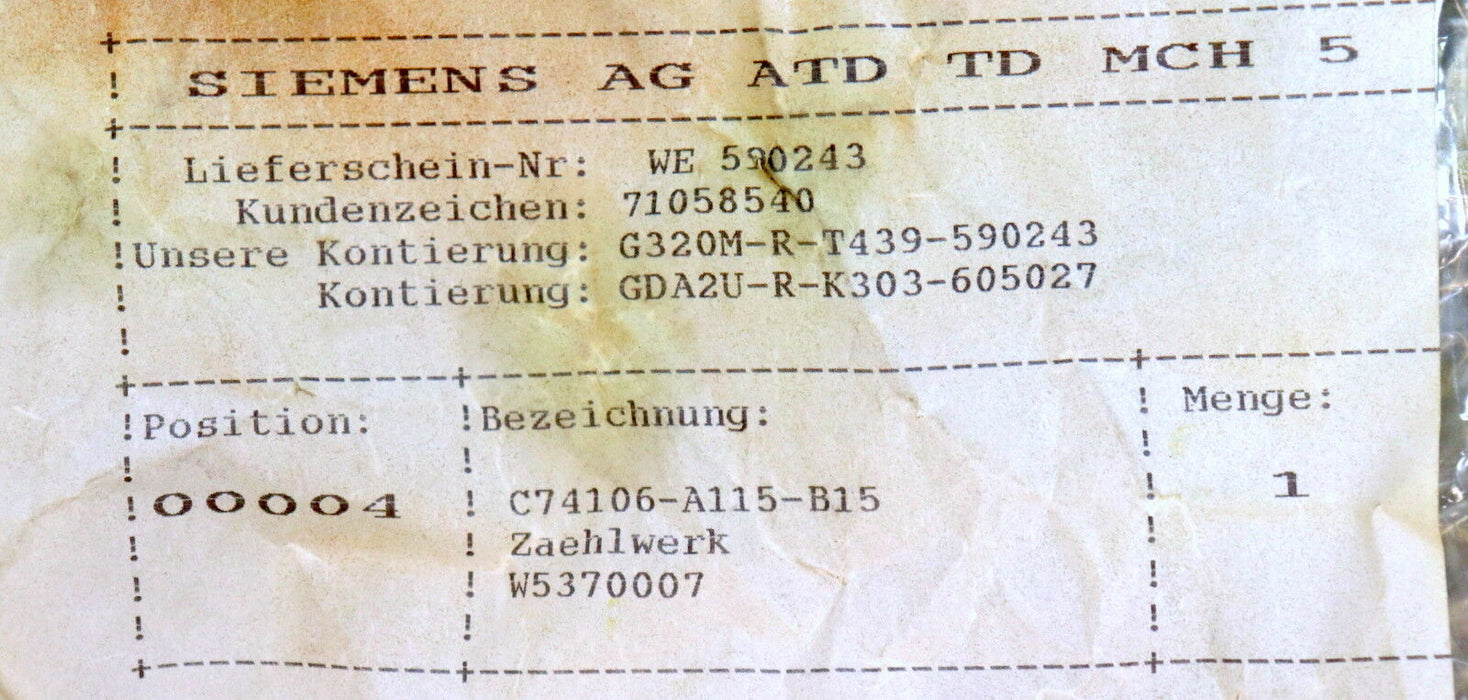 SIEMENS AG ATD TD MCH 5
Lieferschein-Nr: WE 590243
Kundenzeichen: 71058540
Unsere Kontierung: G320M-R-T439-590243
Kontierung: GDA2U-R-K303-605027
Position: Bezeichnung: Menge:
00004 C74106-A115-B15 1
Zaehlwerk
W5370007